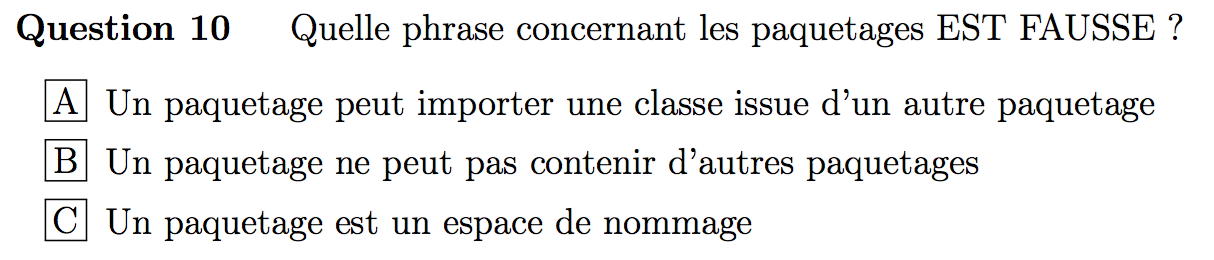 Question 10 Quelle phrase concernant les paquetages EST FAUSSE ?
A Un paquetage peut importer une classe issue d'un autre paquetage
B Un paquetage ne peut pas contenir d'autres paquetages
C Un paquetage est un espace de nommage